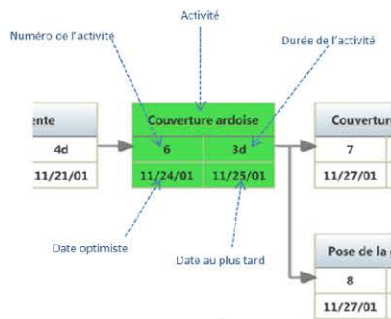 Activité
Numéro de l'activité
Durée de l'activité
ente
Couverture ardoise
Couverture
4d
6
3d
7
11/21/01
11/24/01
11/25/01
11/27/01
Date optimiste
Date au plus tard
Pose de la
8
11/27/01